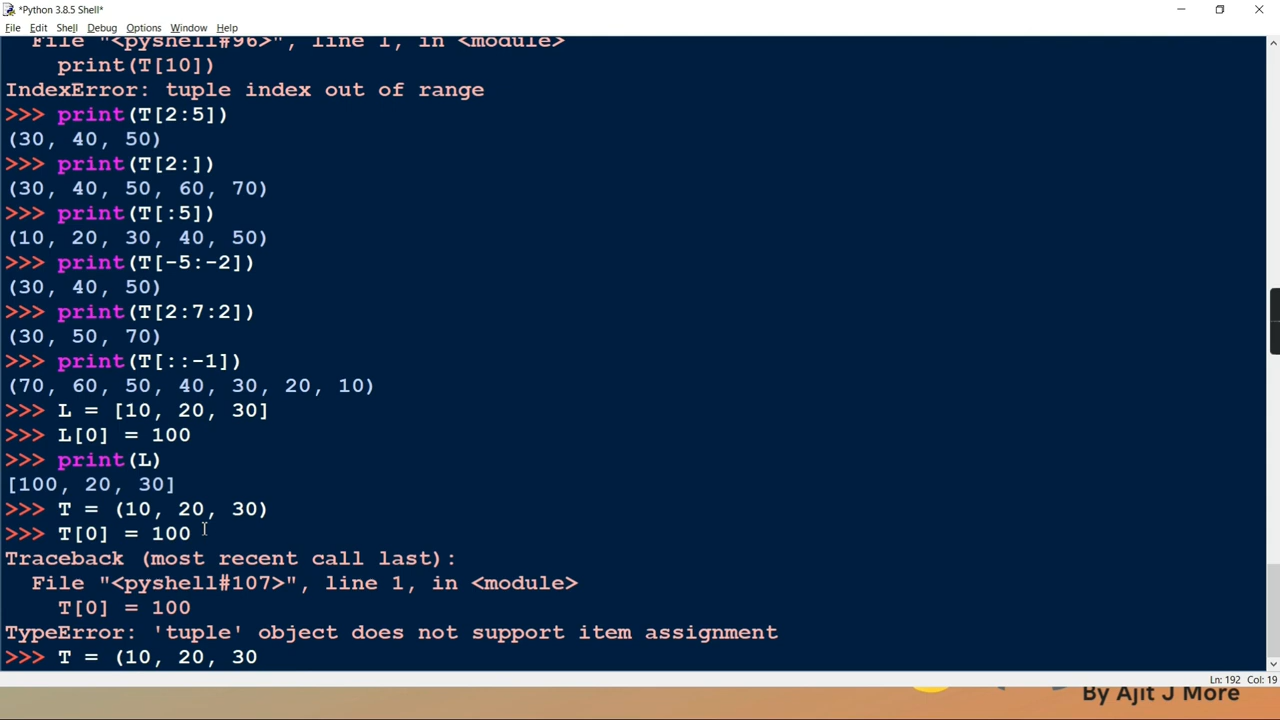 *Python 3.8.5 Shell*
File Edit Shell Debug Options Window Help
File "<pyshell#96>", line 1, in <module>
print(T[10])
IndexError: tuple index out of range
>>> print(T[2:5])
(30, 40, 50)
>>> print(T[2:])
(30, 40, 50, 60, 70)
>>> print(T[:5])
(10, 20, 30, 40, 50)
>>> print(T[-5:-2])
(30, 40, 50)
>>> print(T[2:7:2])
(30, 50, 70)
>>> print(T[::-1])
(70, 60, 50, 40, 30, 20, 10)
>>> L = [10, 20, 30]
>>> L[0] = 100
>>> print(L)
[100, 20, 30]
>>> T = (10, 20, 30)
>>> T[0] = 100
Traceback (most recent call last):
File "<pyshell#107>", line 1, in <module>
T[0] = 100
TypeError: 'tuple' object does not support item assignment
>>> T = (10, 20, 30
Ln: 192 Col: 19
By Ajit J More